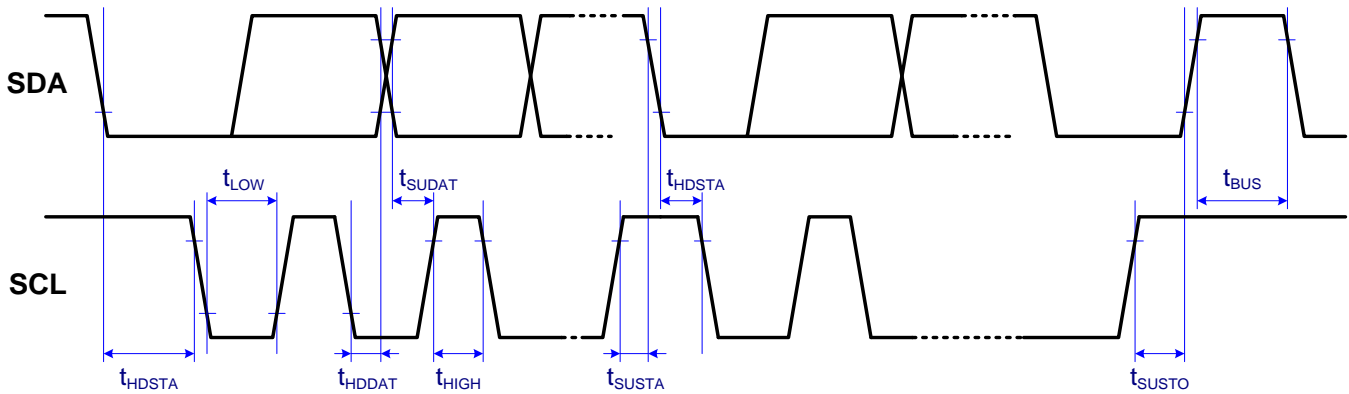 SDA
tLOW
tSUDAT
tHDSTA
tBUS
SCL
tHDSTA
tHDDAT
tHIGH
tSUSTA
tSUSTO